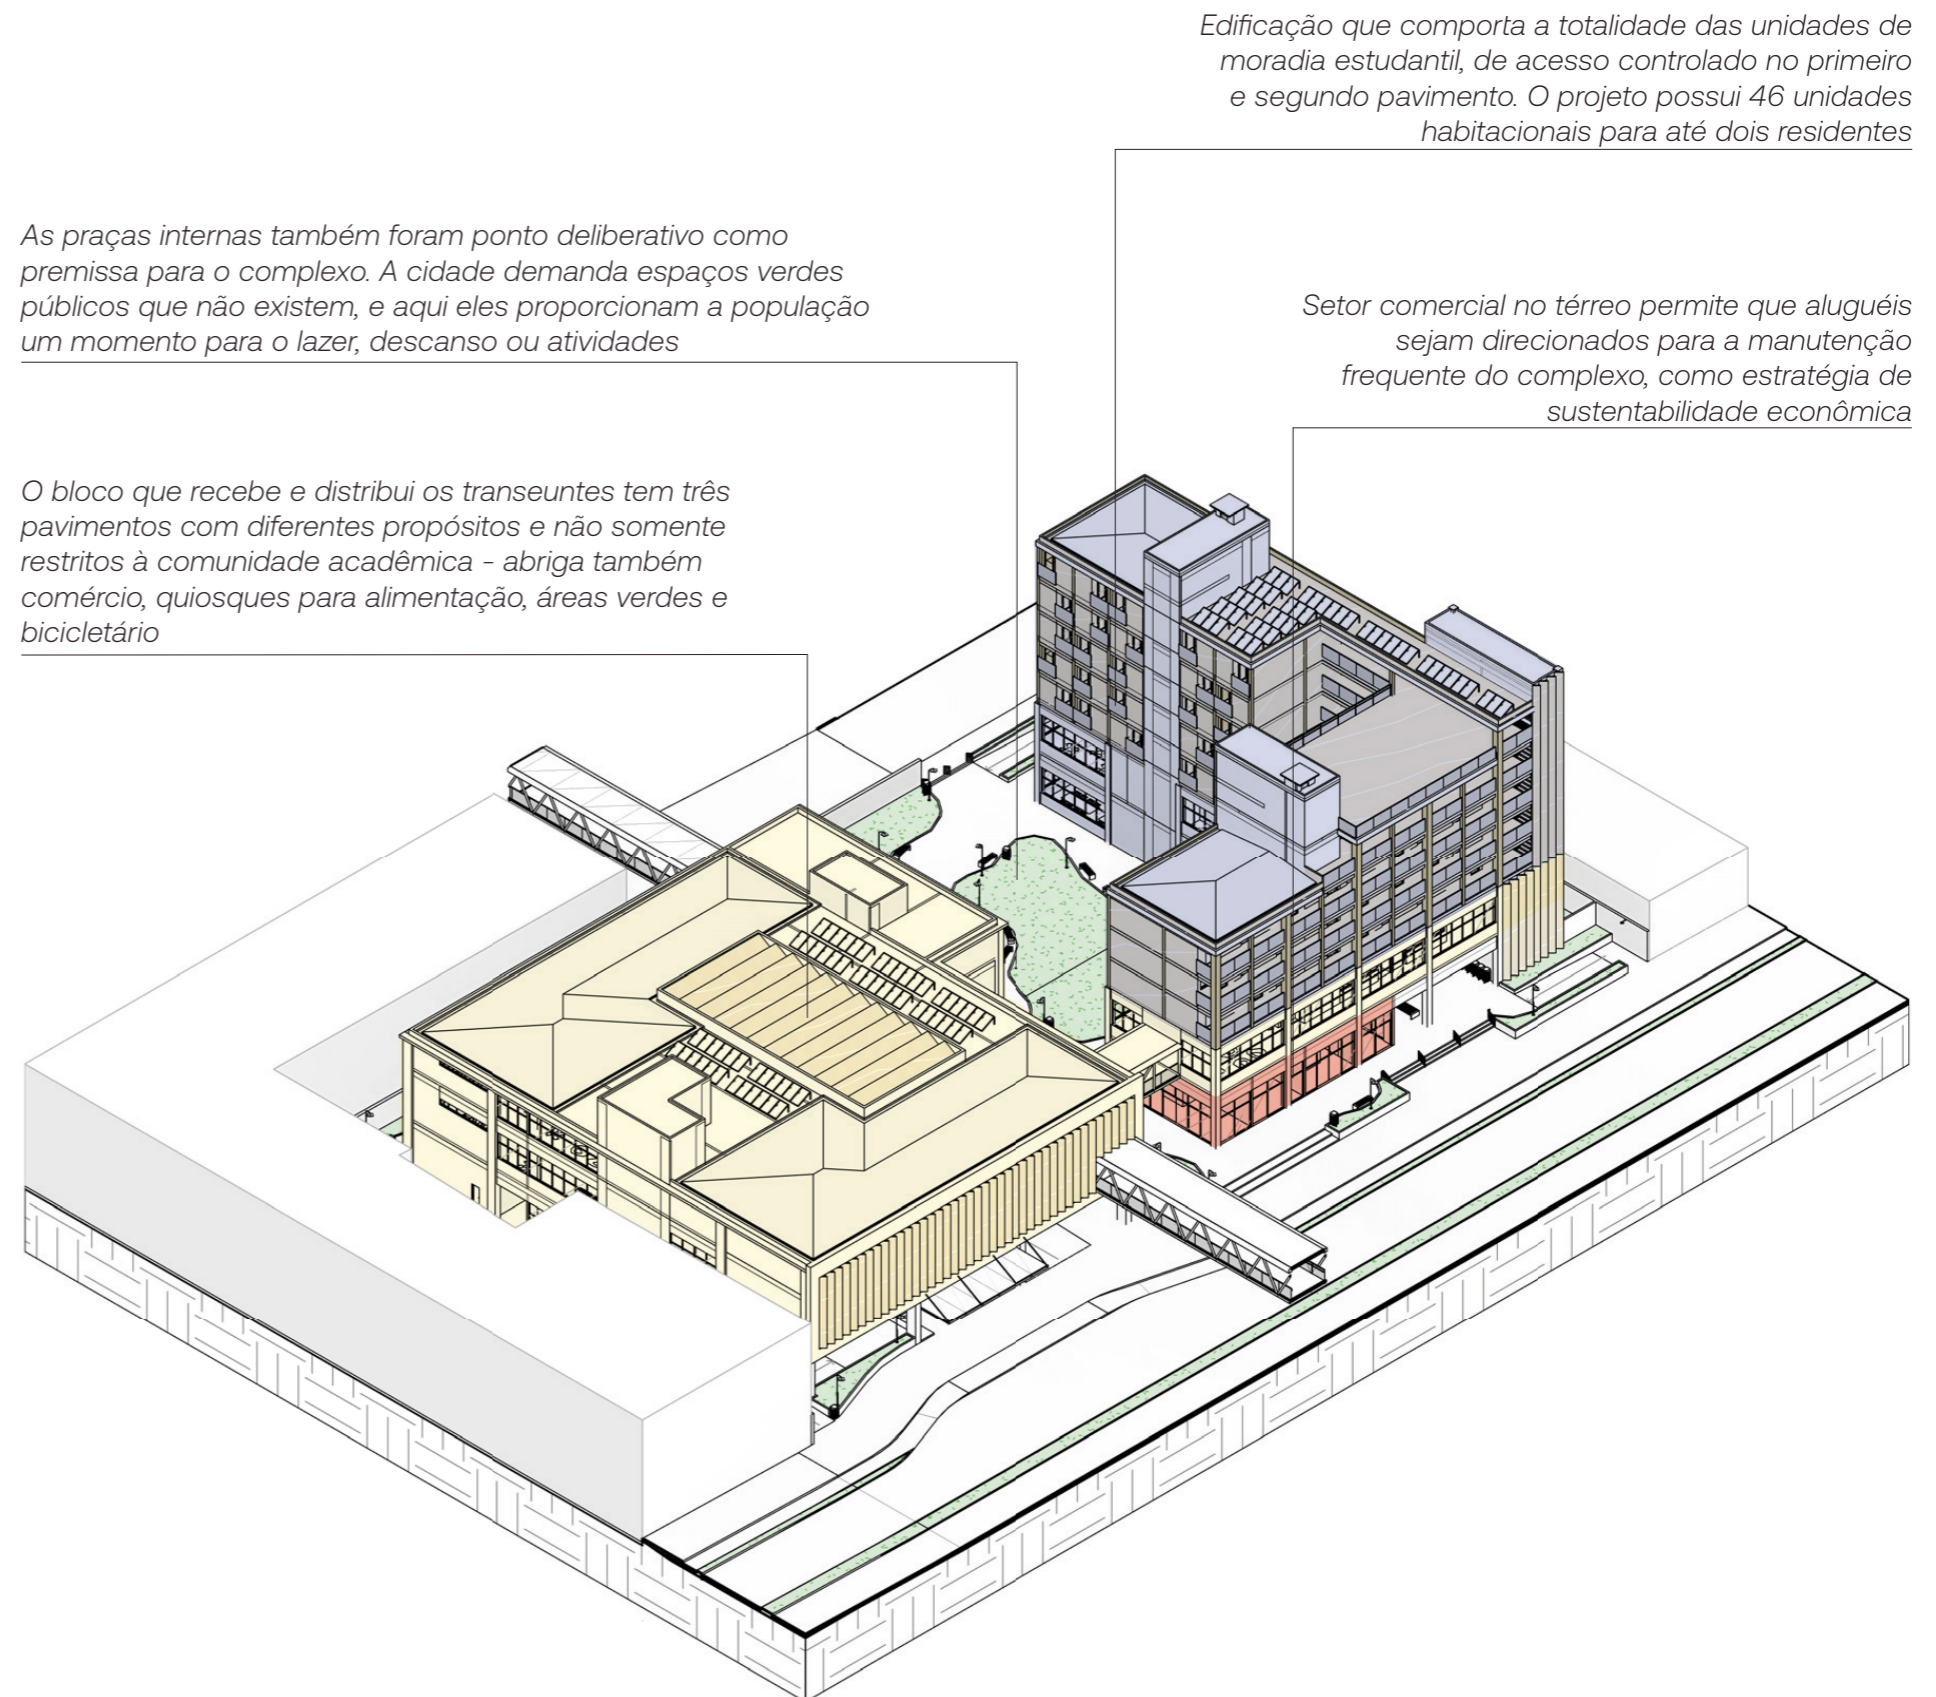 Edificação que comporta a totalidade das unidades de
moradia estudantil, de acesso controlado no primeiro
e segundo pavimento. O projeto possui 46 unidades
habitacionais para até dois residentes
As praças internas também foram ponto deliberativo como
premissa para o complexo. A cidade demanda espaços verdes
públicos que não existem, e aqui eles proporcionam a população
um momento para o lazer, descanso ou atividades
Setor comercial no térreo permite que aluguéis
sejam direcionados para a manutenção
frequente do complexo, como estratégia de
sustentabilidade econômica
O bloco que recebe e distribui os transeuntes tem três
pavimentos com diferentes propósitos e não somente
restritos à comunidade acadêmica - abriga também
comércio, quiosques para alimentação, áreas verdes e
bicicletário